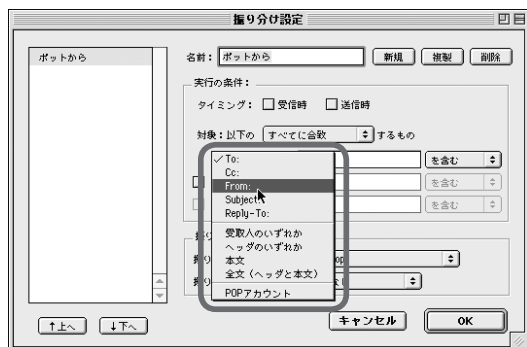 振り分け設定
ポットから
名前： ポットから
新規 複製 削除
実行の条件：
タイミング： 受信時 送信時
対象：以下の すべてに合致 するもの
To:
を含む
Cc:
From:
を含む
Subject:
を含む
Reply-To:
受取人のいずれか
ヘッダのいずれか
本文
全文（ヘッダと本文）
POPアカウント
↑上へ ↓下へ
キャンセル OK